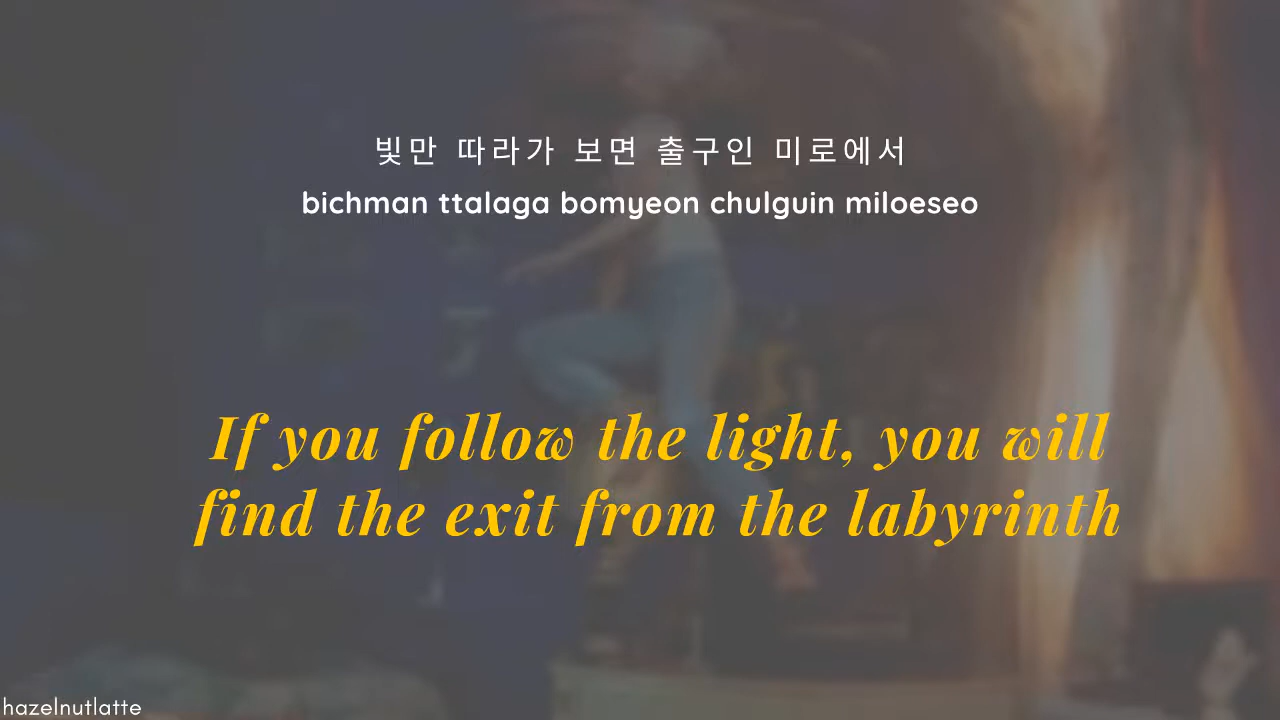 빛만 따라가 보면 출구인 미로에서
bichman ttalaga bomyeon chulguin miloeseo
If you follow the light, you will
find the exit from the labyrinth
hazelnutlatte